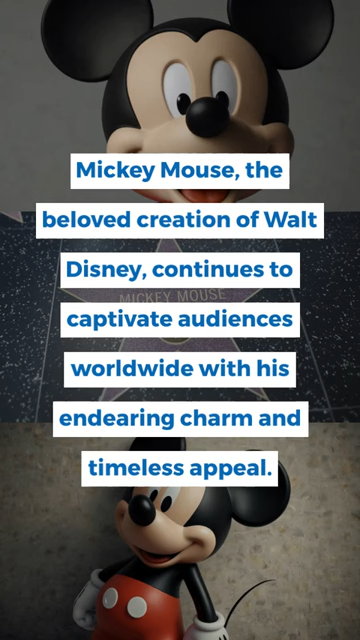 Mickey Mouse, the
beloved creation of Walt
Disney, continues to
MICKEY MOUSE
captivate audiences
worldwide with his
endearing charm and
timeless appeal.